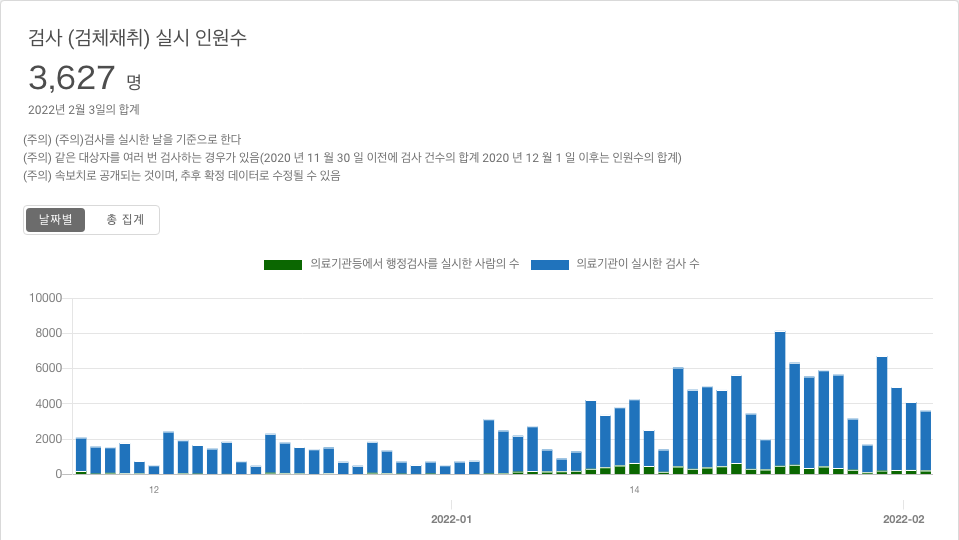 검사 (검체채취) 실시 인원수
3,627 명
2022년 2월 3일의 합계
(주의) (주의)검사를 실시한 날을 기준으로 한다
(주의) 같은 대상자를 여러 번 검사하는 경우가 있음(2020 년 11 월 30 일 이전에 검사 건수의 합계 2020 년 12 월 1 일 이후는 인원수의 합계)
(주의) 속보치로 공개되는 것이며, 추후 확정 데이터로 수정될 수 있음
날짜별 총 집계
의료기관등에서 행정검사를 실시한 사람의 수 의료기관이 실시한 검사 수
10000
8000
6000
4000
2000
0
12 14
2022-01 2022-02